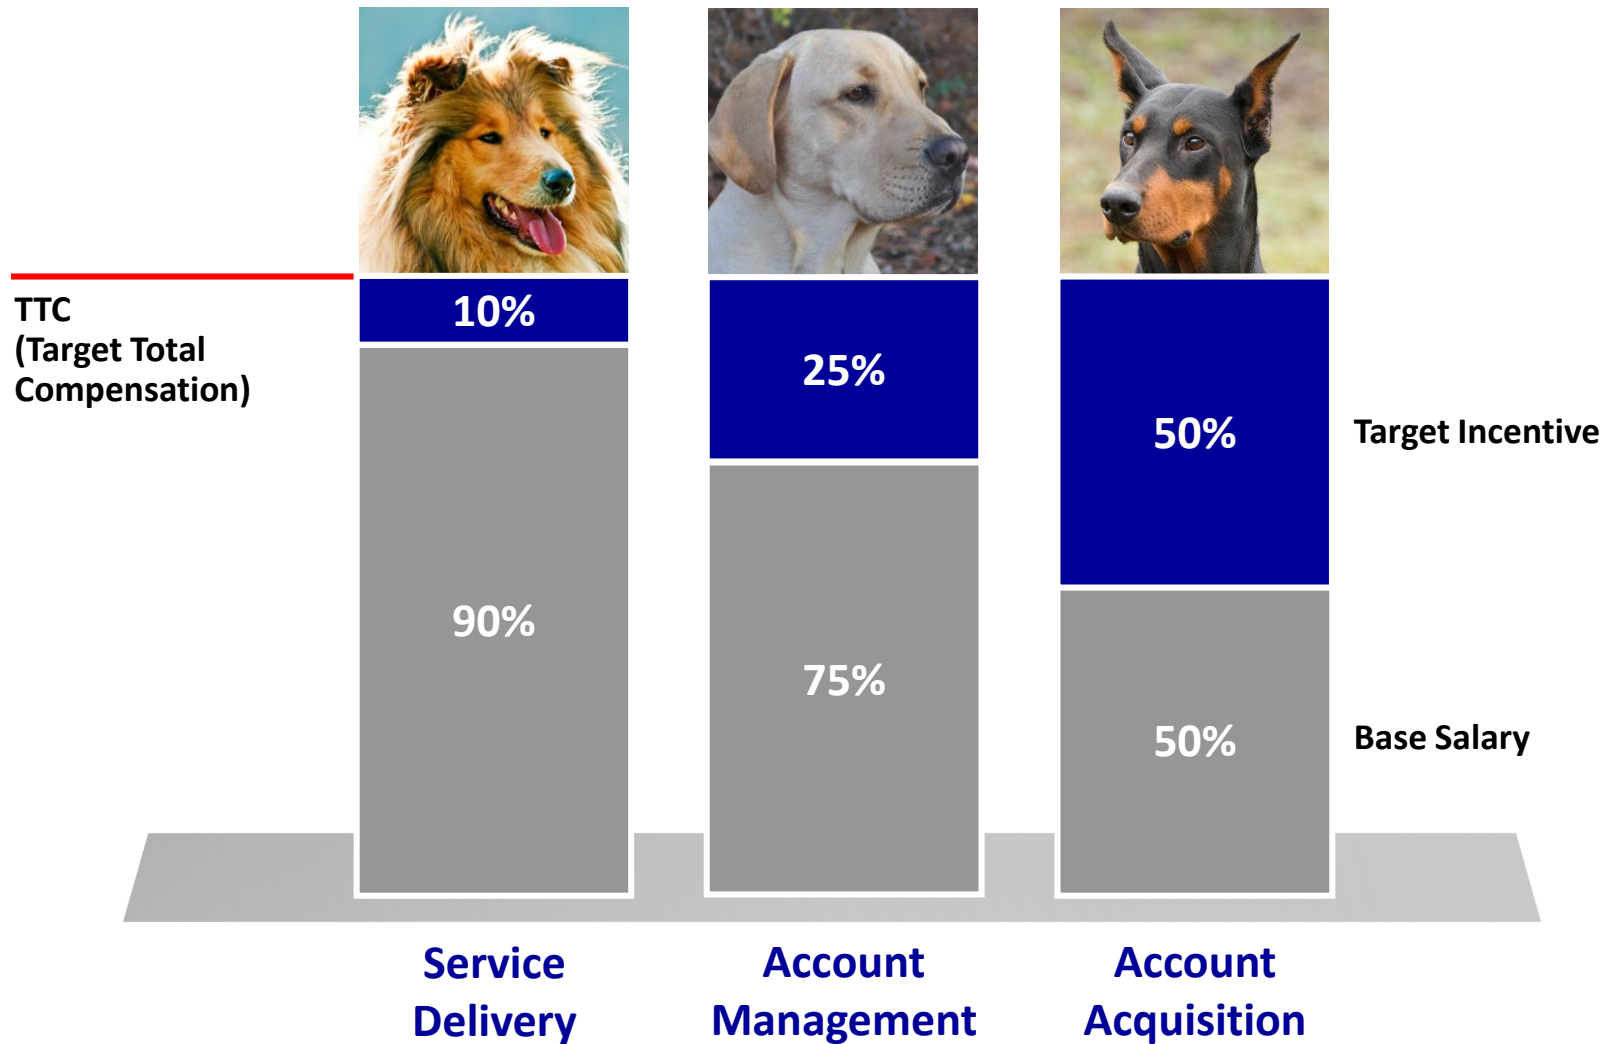 TTC
(Target Total
Compensation)
10%
90%
25%
75%
50%
50%
Target Incentive
Base Salary
Service
Delivery
Account
Management
Account
Acquisition